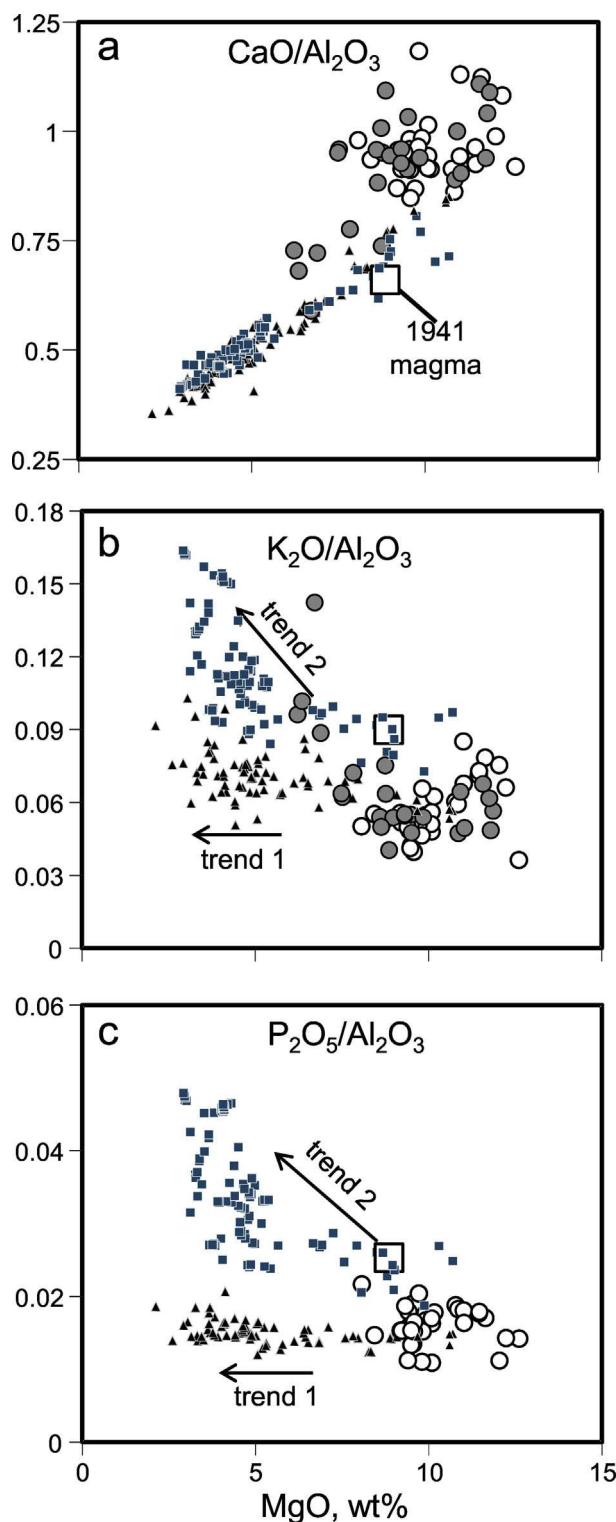 a
CaO/Al₂O₃
1.25
1
0.75
0.5
0.25
1941
magma
b
K₂O/Al₂O₃
0.18
0.15
0.12
0.09
0.06
0.03
0
trend 2
trend 1
c
P₂O₅/Al₂O₃
0.06
0.04
0.02
0
trend 2
trend 1
0 5 10 15
MgO, wt%